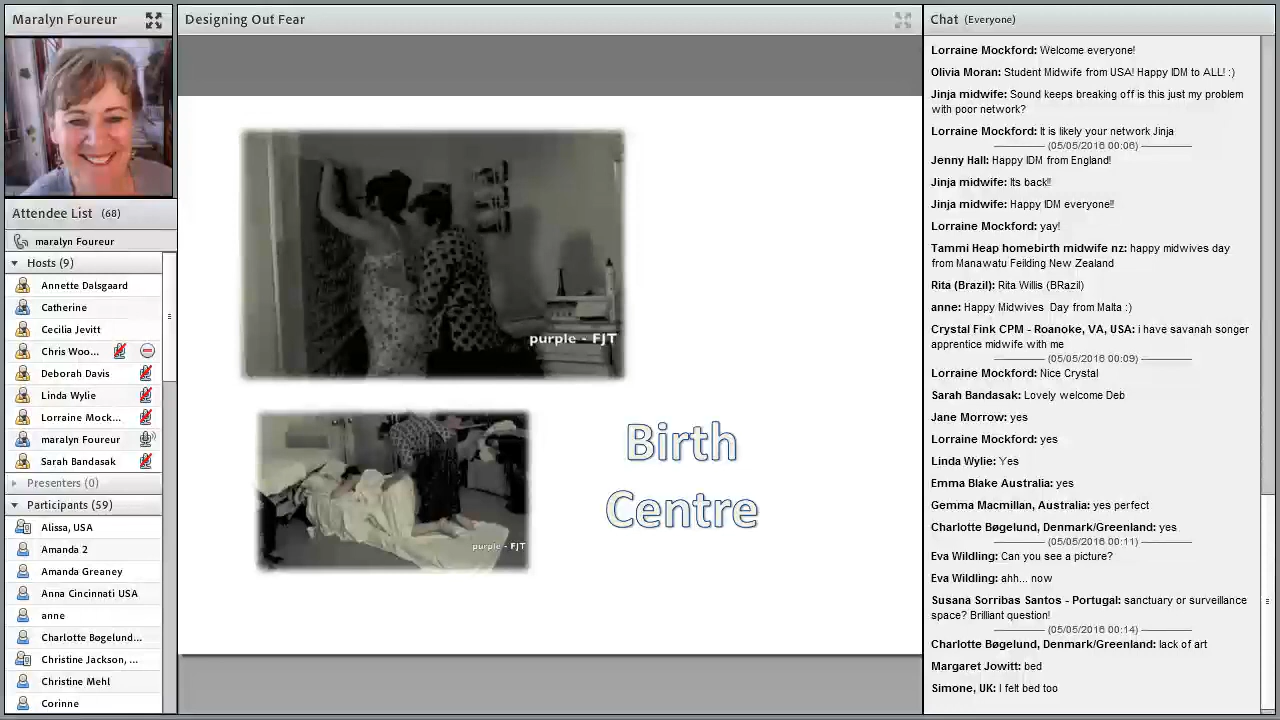 Maralyn Foureur
Attendee List (68)
maralyn Foureur
Hosts (9)
Annette Dalsgaard
Catherine
Cecilia Jevitt
Chris Woo...
Deborah Davis
Linda Wylie
Lorraine Mock...
maralyn Foureur
Sarah Bandasak
Presenters (0)
Participants (59)
Alissa, USA
Amanda 2
Amanda Greaney
Anna Cincinnati USA
anne
Charlotte Bøgelund...
Christine Jackson, ...
Christine Mehl
Corinne
Designing Out Fear
purple - FJT
purple - FJT
Birth
Centre
Chat (Everyone)
Lorraine Mockford: Welcome everyone!
Olivia Moran: Student Midwife from USA! Happy IDM to ALL! :)
Jinja midwife: Sound keeps breaking off is this just my problem
with poor network?
Lorraine Mockford: It is likely your network Jinja
(05/05/2016 00:06)
Jenny Hall: Happy IDM from England!
Jinja midwife: Its back!!
Jinja midwife: Happy IDM everyone!!
Lorraine Mockford: yay!
Tammi Heap homebirth midwife nz: happy midwives day
from Manawatu Feilding New Zealand
Rita (Brazil): Rita Willis (BRazil)
anne: Happy Midwives Day from Malta :)
Crystal Fink CPM - Roanoke, VA, USA: i have savanah songer
apprentice midwife with me
(05/05/2016 00:09)
Lorraine Mockford: Nice Crystal
Sarah Bandasak: Lovely welcome Deb
Jane Morrow: yes
Lorraine Mockford: yes
Linda Wylie: Yes
Emma Blake Australia: yes
Gemma Macmillan, Australia: yes perfect
Charlotte Bøgelund, Denmark/Greenland: yes
(05/05/2016 00:11)
Eva Wildling: Can you see a picture?
Eva Wildling: ahh... now
Susana Sorribas Santos - Portugal: sanctuary or surveillance
space? Brilliant question!
(05/05/2016 00:14)
Charlotte Bøgelund, Denmark/Greenland: lack of art
Margaret Jowitt: bed
Simone, UK: I felt bed too